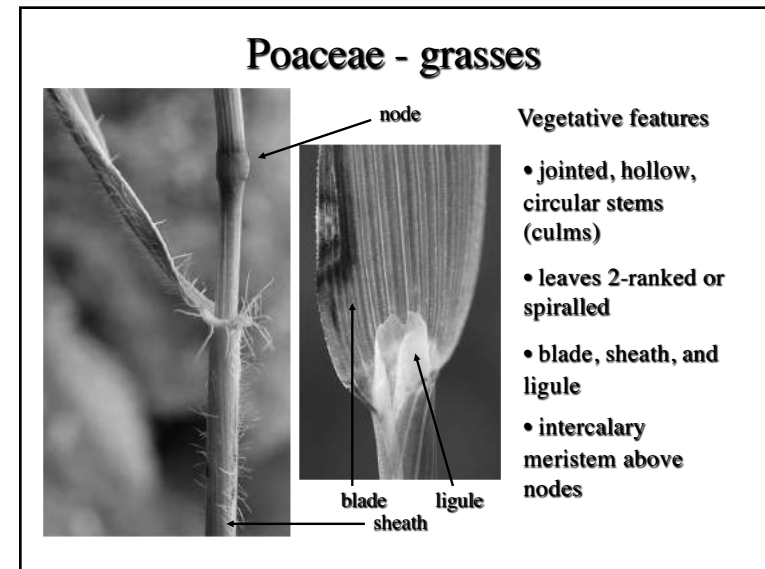 Poaceae - grasses
node
Vegetative features
• jointed, hollow,
circular stems
(culms)
• leaves 2-ranked or
spiralled
• blade, sheath, and
ligule
• intercalary
meristem above
nodes
blade
ligule
sheath